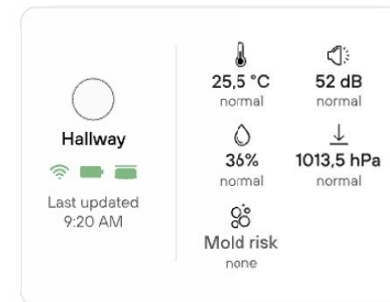 Hallway
Last updated
9:20 AM
25,5 °C
normal
52 dB
normal
36%
normal
1013,5 hPa
normal
Mold risk
none